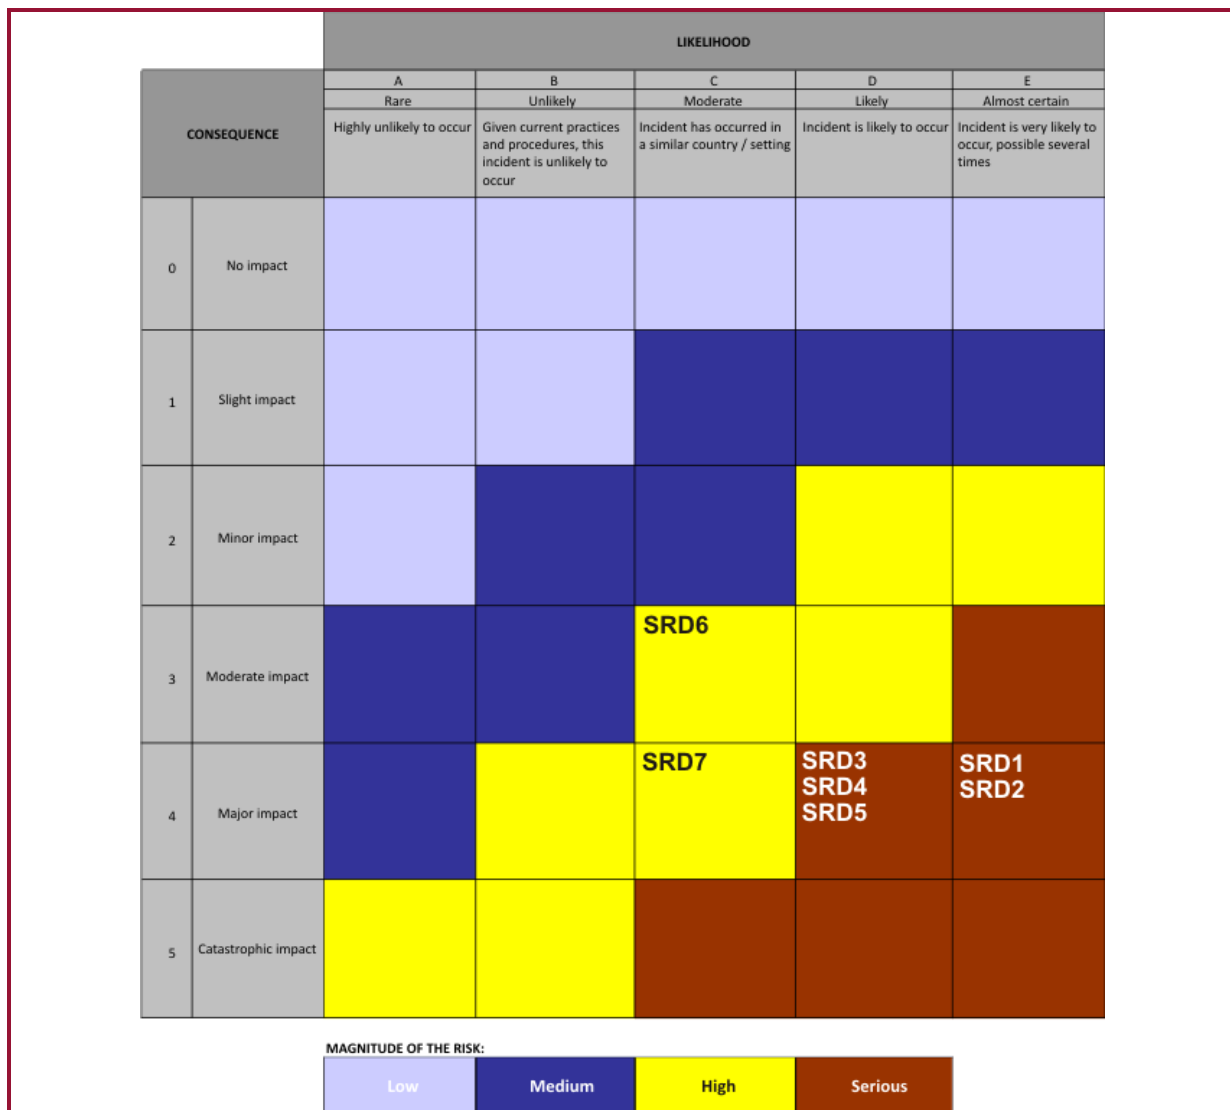 LIKELIHOOD
CONSEQUENCE
A
B
C
D
E
Rare
Unlikely
Moderate
Likely
Almost certain
Highly unlikely to occur
Given current practices
and procedures, this
incident is unlikely to
occur
Incident has occurred in
a similar country / setting
Incident is likely to occur
Incident is very likely to
occur, possible several
times
0
No impact
1
Slight impact
2
Minor impact
3
Moderate impact
SRD6
4
Major impact
SRD7
SRD3
SRD4
SRD5
SRD1
SRD2
5
Catastrophic impact
MAGNITUDE OF THE RISK:
Low
Medium
High
Serious